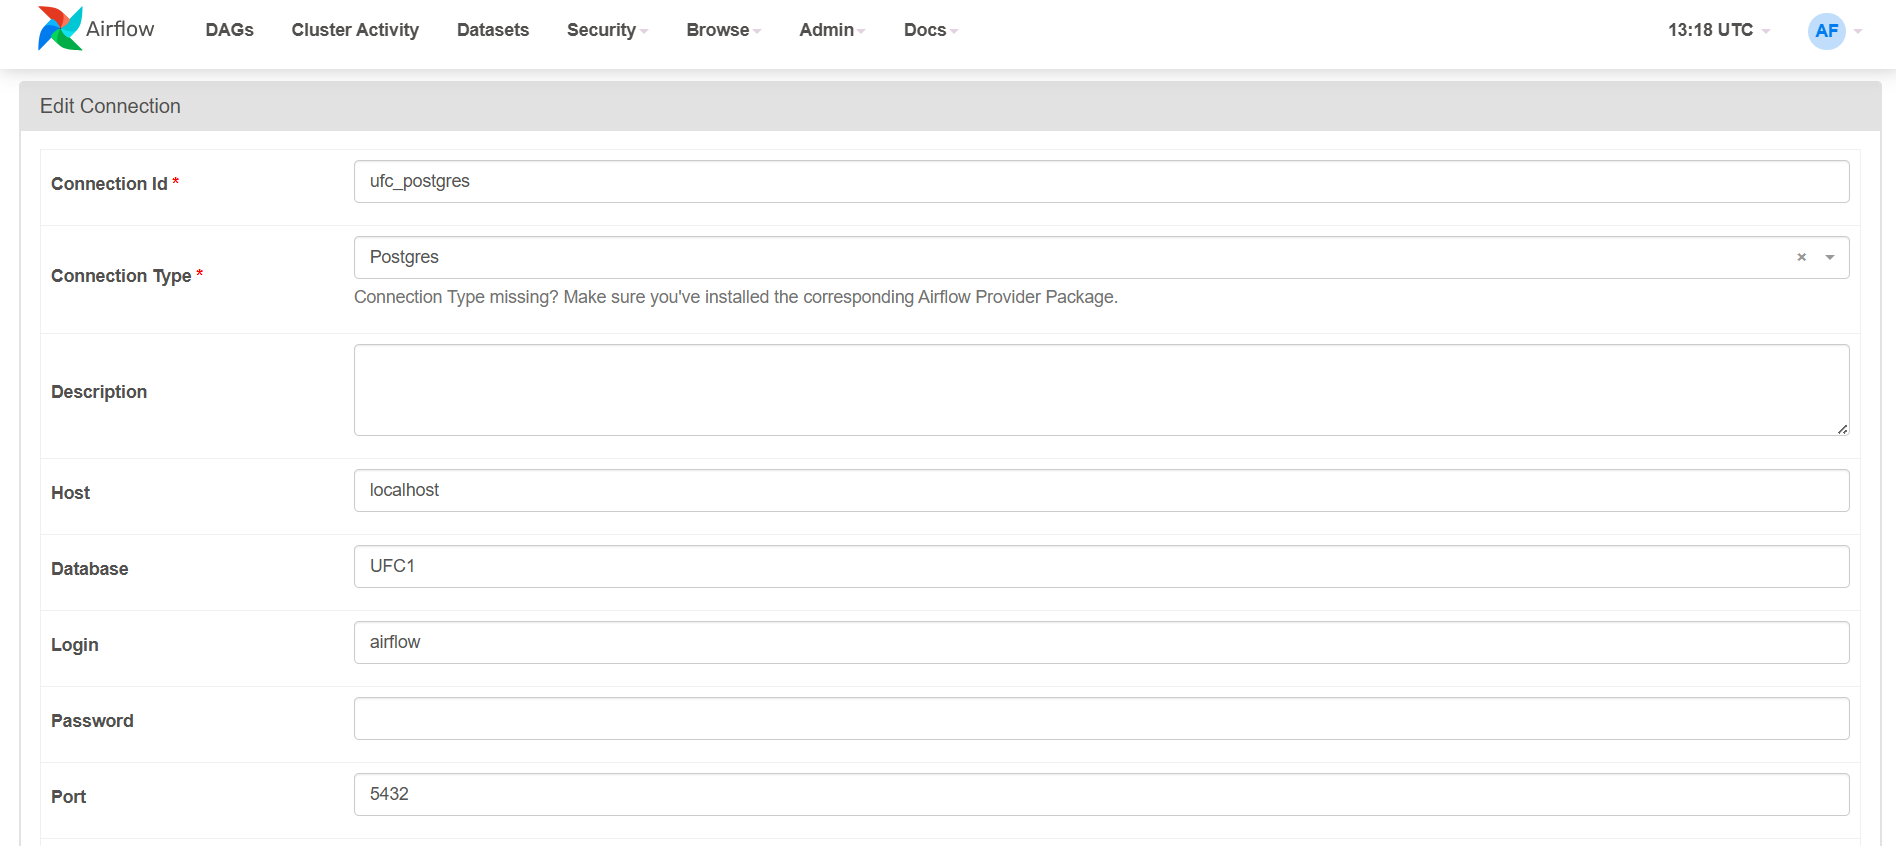 Airflow DAGs Cluster Activity Datasets Security Browse Admin Docs 13:18 UTC AF
Edit Connection
Connection Id * ufc_postgres
Connection Type * Postgres × 
Connection Type missing? Make sure you've installed the corresponding Airflow Provider Package.
Description
Host localhost
Database UFC1
Login airflow
Password
Port 5432